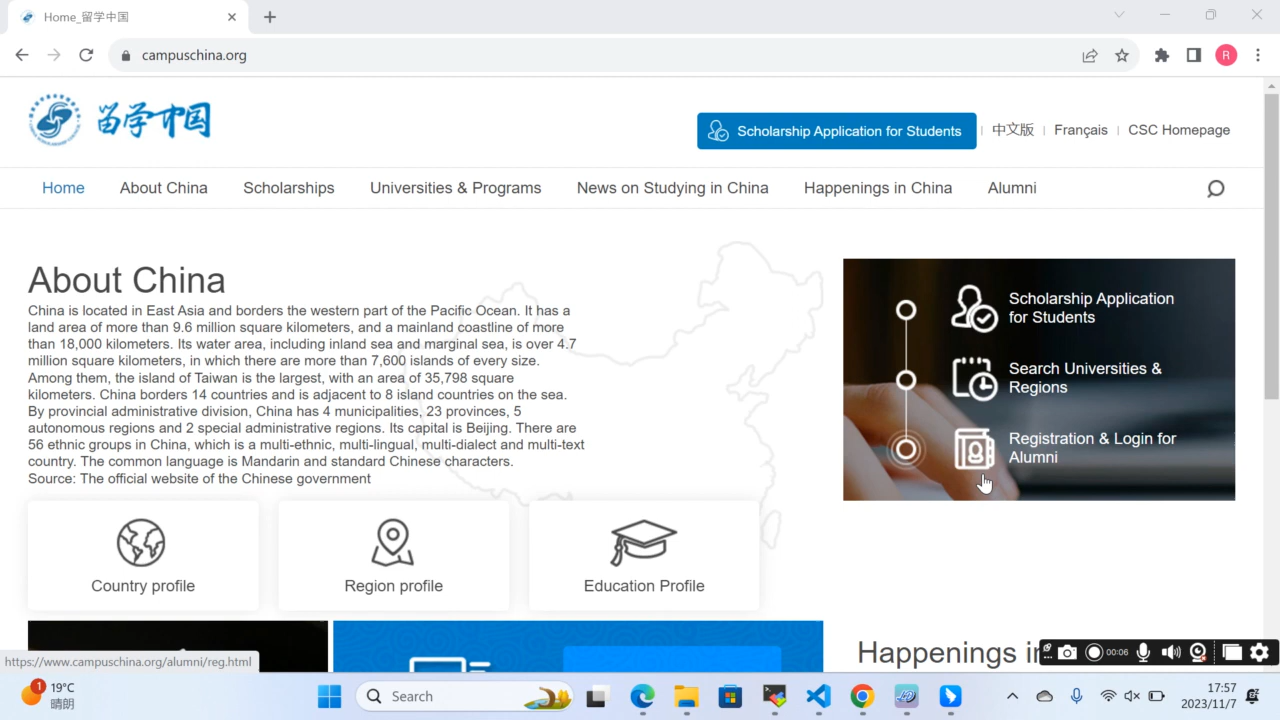 Home_留学中国
campuschina.org
R
留学中国
Scholarship Application for Students
中文版
Français
CSC Homepage
Home
About China
Scholarships
Universities & Programs
News on Studying in China
Happenings in China
Alumni
About China
China is located in East Asia and borders the western part of the Pacific Ocean. It has a
land area of more than 9.6 million square kilometers, and a mainland coastline of more
than 18,000 kilometers. Its water area, including inland sea and marginal sea, is over 4.7
million square kilometers, in which there are more than 7,600 islands of every size.
Among them, the island of Taiwan is the largest, with an area of 35,798 square
kilometers. China borders 14 countries and is adjacent to 8 island countries on the sea.
By provincial administrative division, China has 4 municipalities, 23 provinces, 5
autonomous regions and 2 special administrative regions. Its capital is Beijing. There are
56 ethnic groups in China, which is a multi-ethnic, multi-lingual, multi-dialect and multi-text
country. The common language is Mandarin and standard Chinese characters.
Source: The official website of the Chinese government
Scholarship Application
for Students
Search Universities &
Regions
Registration & Login for
Alumni
Country profile
Region profile
Education Profile
Happenings in
00:06
https://www.campuschina.org/alumni/reg.html
1
19°C
晴朗
Search
17:57
2023/11/7